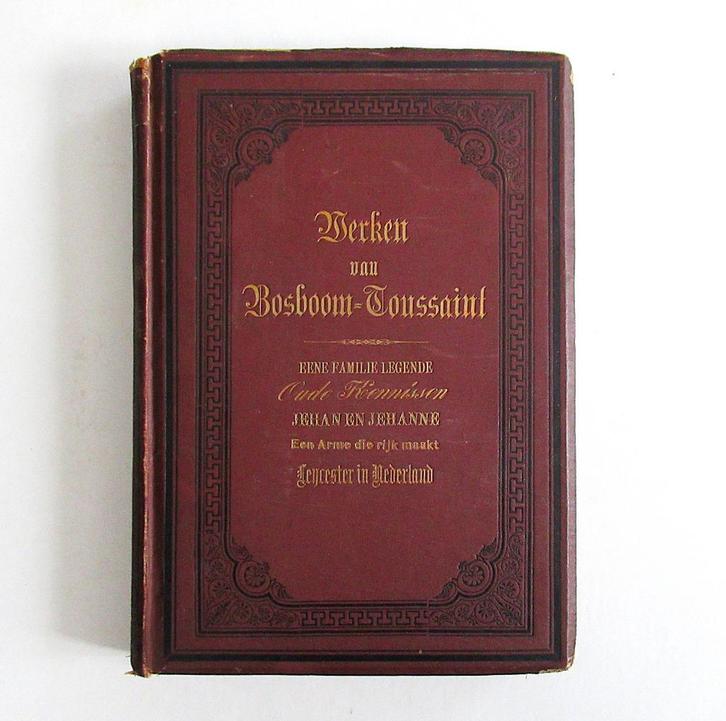 Werken
van
Bosboom-Toussaint
EENE FAMILIE LEGENDE
Oude Kennissen
JEHAN EN JEHANNE
Een Arme die rijk maakt
Leycester in Nederland